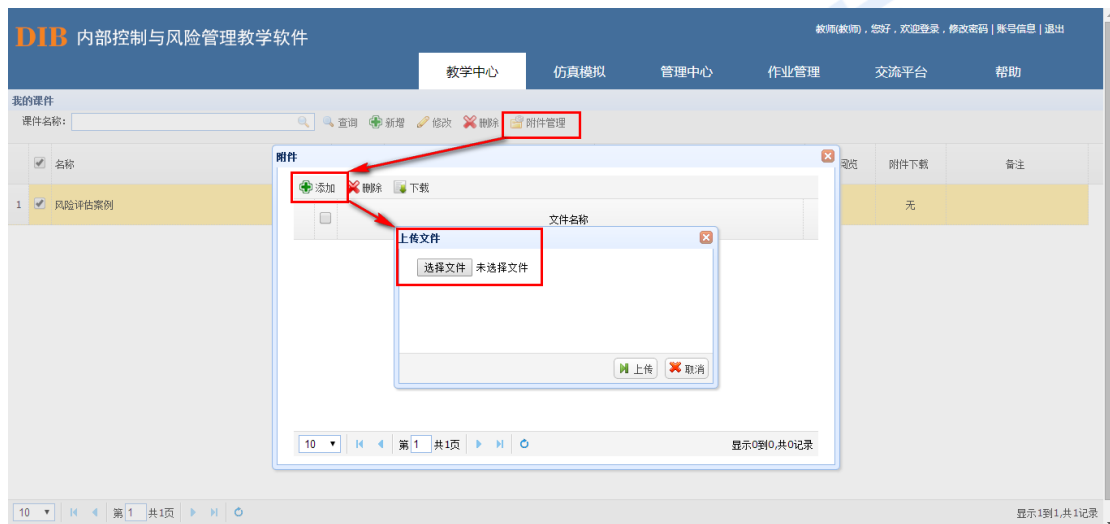 教师(教师)，您好，欢迎登录，修改密码 | 账号信息 | 退出
DIB 内部控制与风险管理教学软件
教学中心 仿真模拟 管理中心 作业管理 交流平台 帮助
我的课件
课件名称: 查询 新增 修改 删除 附件管理
名称 阅览 附件下载 备注
1 风险评估案例 无
附件
添加 删除 下载
文件名称
上传文件
选择文件 未选择文件
上传 取消
10 第 1 共1页 显示0到0,共0记录
10 第 1 共1页 显示1到1,共1记录